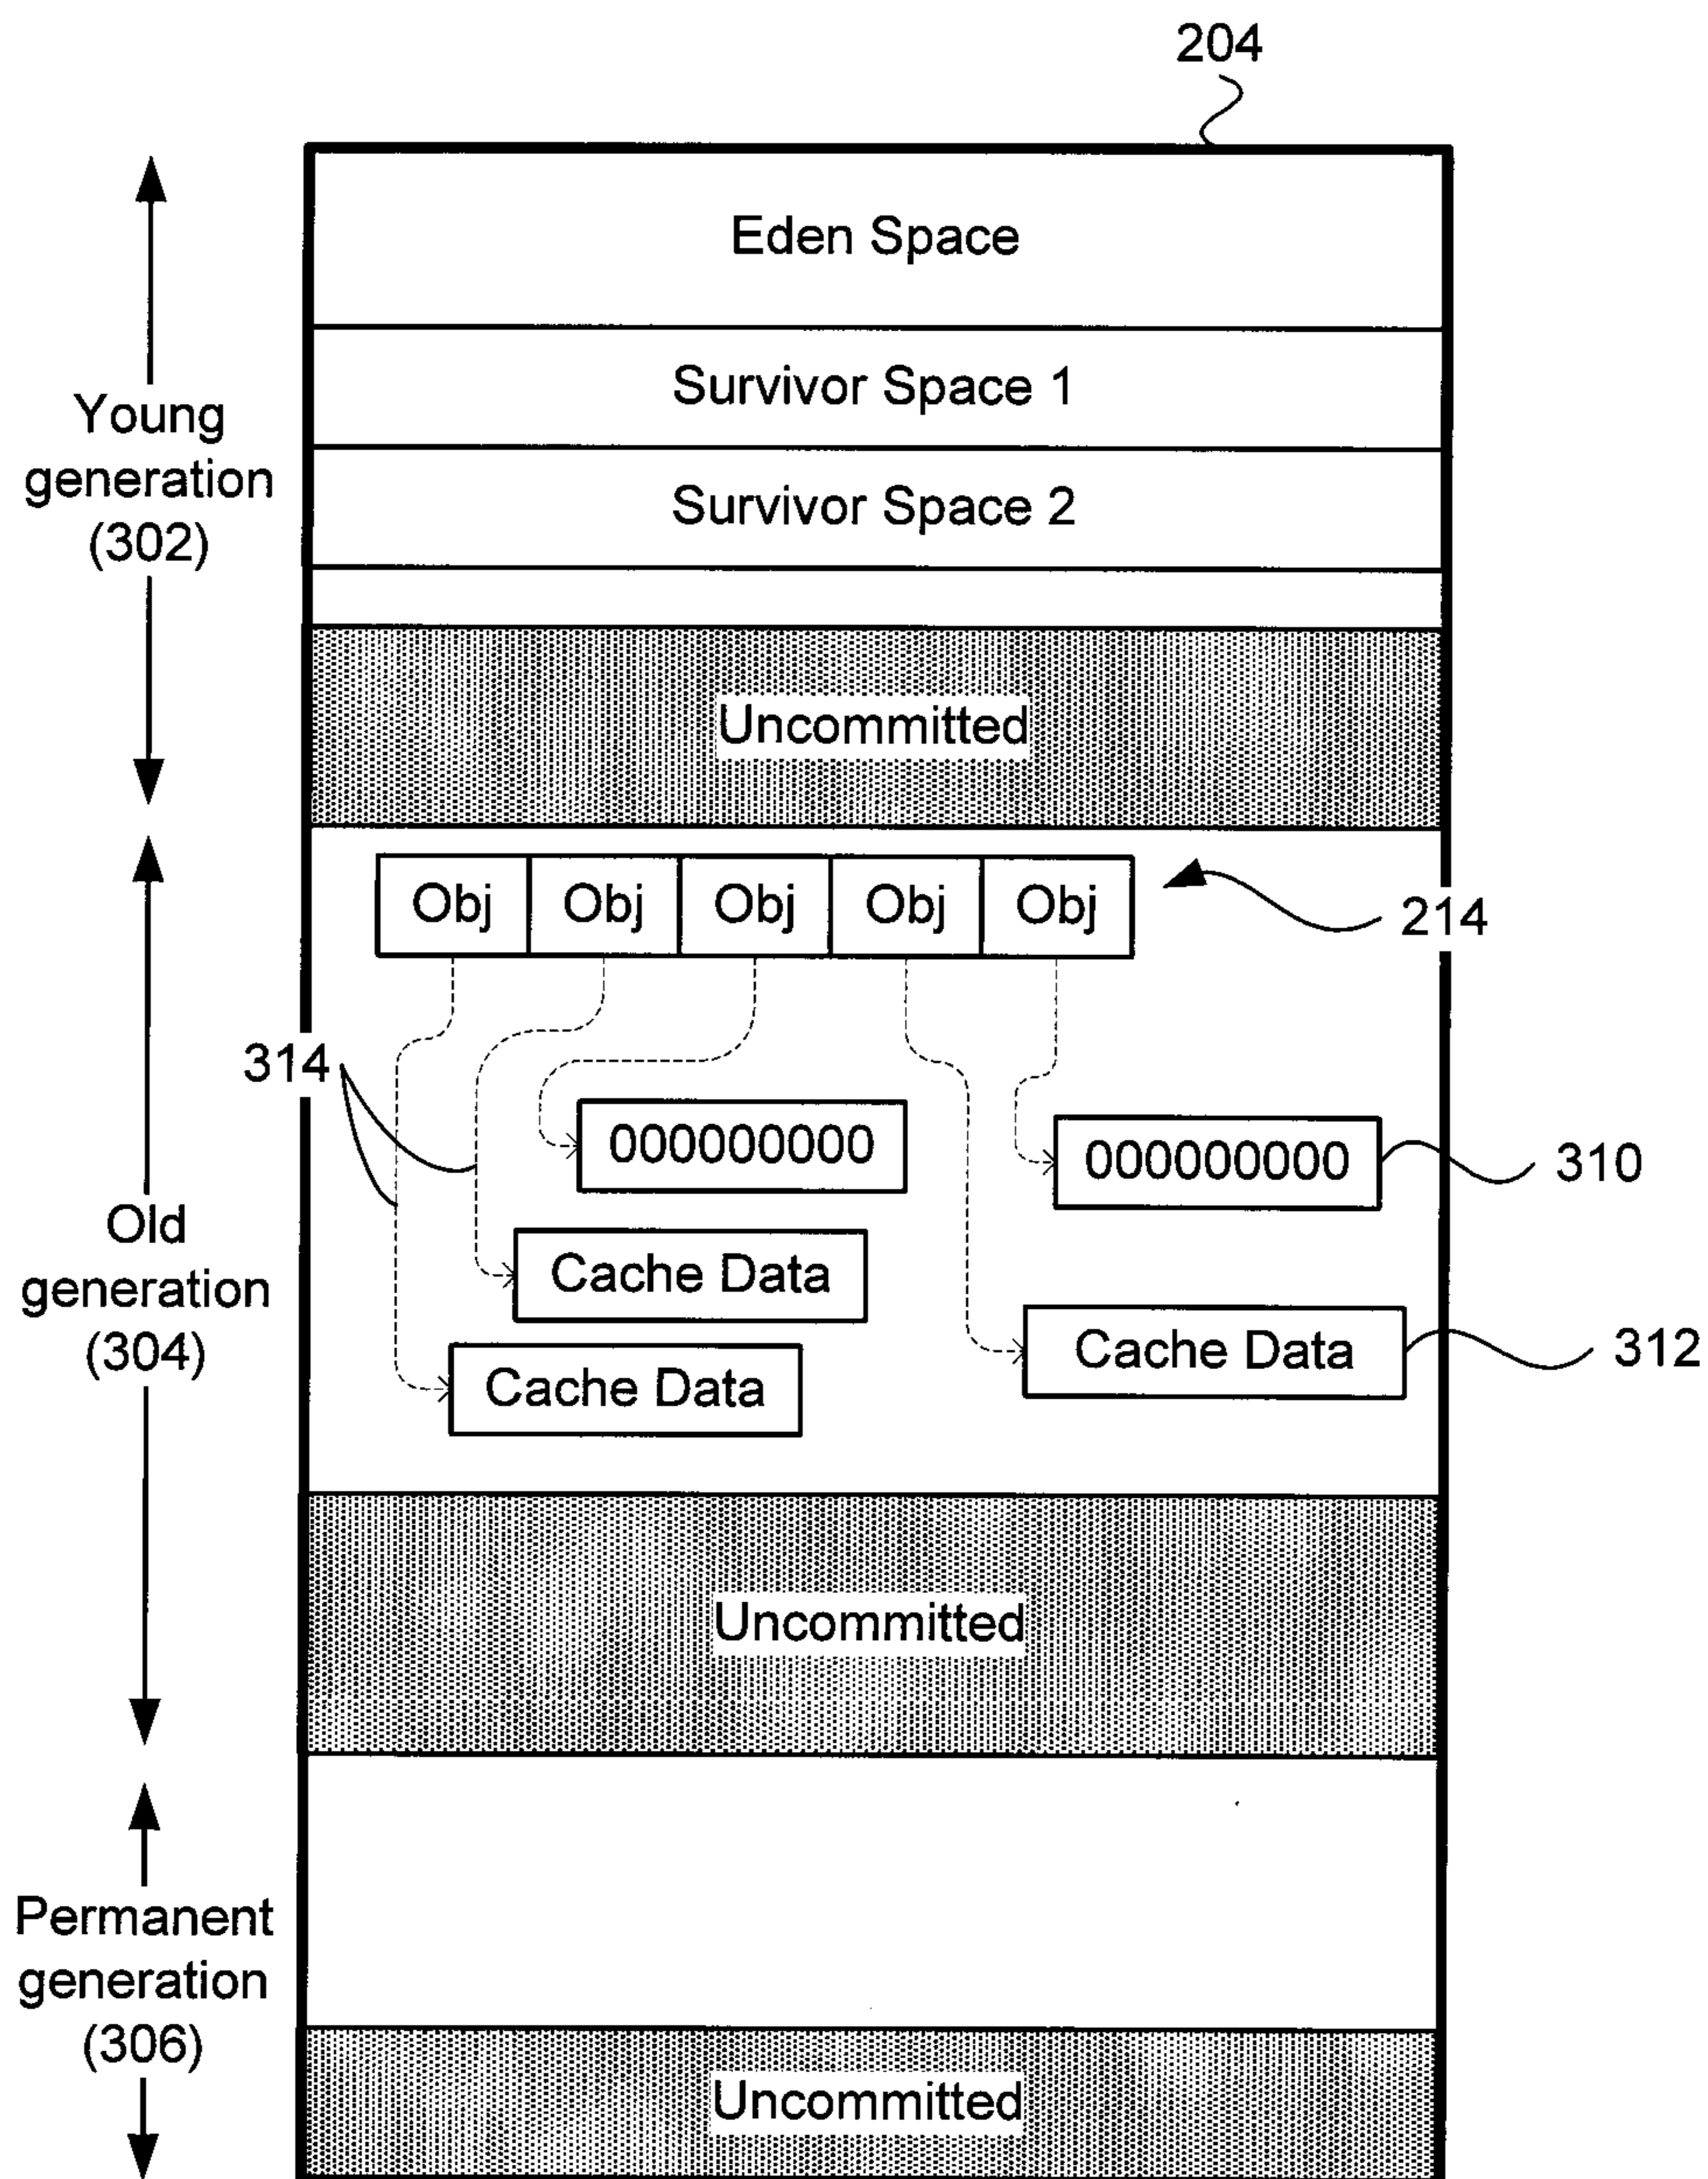 204
Eden Space
Survivor Space 1
Young
generation
(302)
Survivor Space 2
Uncommitted
Obj Obj Obj Obj Obj
214
314
000000000
000000000
310
Old
generation
(304)
Cache Data
Cache Data
312
Cache Data
Uncommitted
Permanent
generation
(306)
Uncommitted